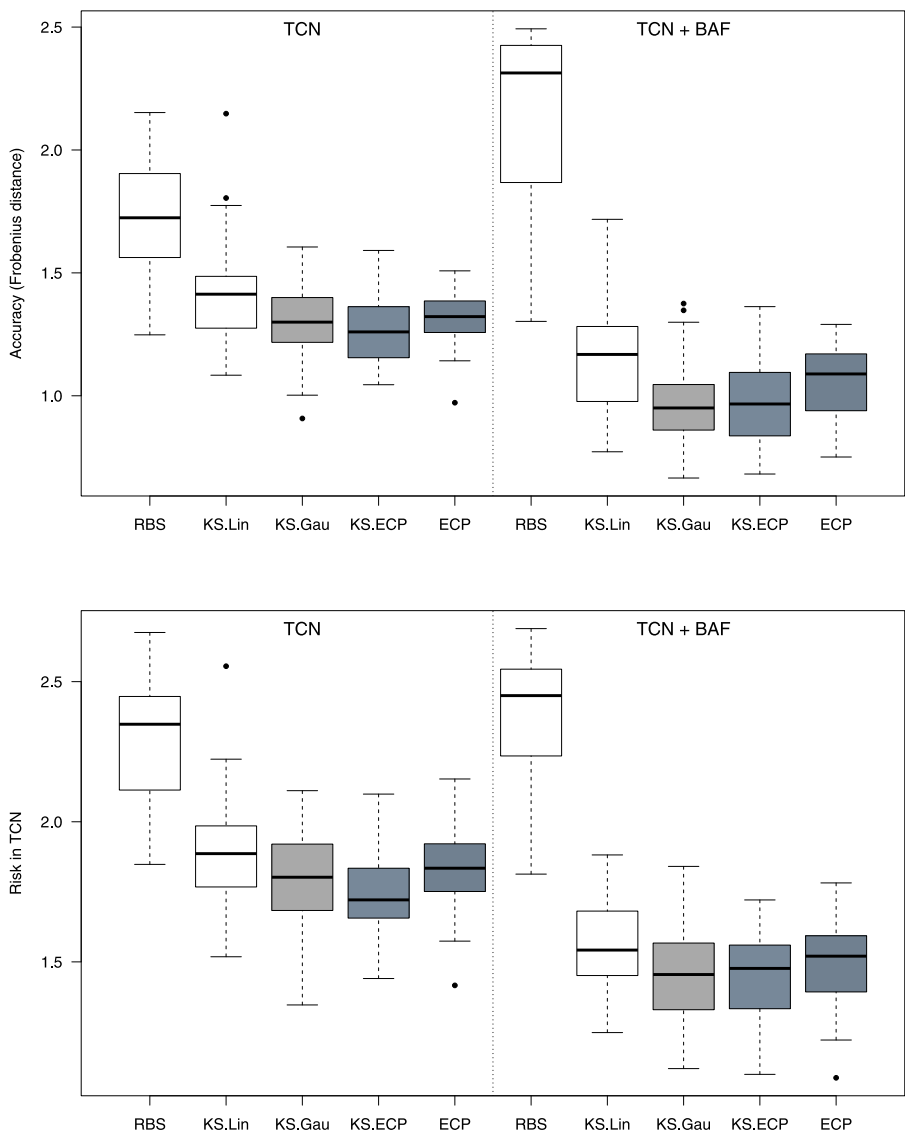 TCN TCN + BAF
2.5
2.0
1.5
1.0
Accuracy (Frobenius distance)
RBS KS.Lin KS.Gau KS.ECP ECP RBS KS.Lin KS.Gau KS.ECP ECP
TCN TCN + BAF
2.5
2.0
1.5
Risk in TCN
RBS KS.Lin KS.Gau KS.ECP ECP RBS KS.Lin KS.Gau KS.ECP ECP